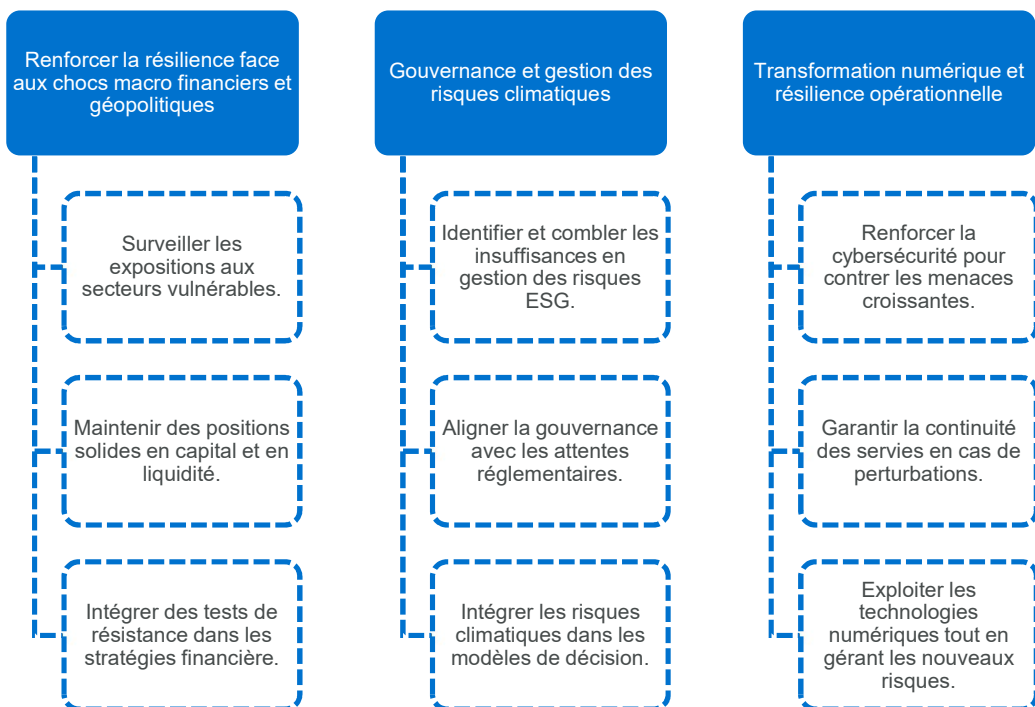 Renforcer la résilience face
aux chocs macro financiers et
géopolitiques
Surveiller les
expositions aux
secteurs vulnérables.
Maintenir des positions
solides en capital et en
liquidité.
Intégrer des tests de
résistance dans les
stratégies financière.
Gouvernance et gestion des
risques climatiques
Identifier et combler les
insuffisances en
gestion des risques
ESG.
Aligner la gouvernance
avec les attentes
réglementaires.
Intégrer les risques
climatiques dans les
modèles de décision.
Transformation numérique et
résilience opérationnelle
Renforcer la
cybersécurité pour
contrer les menaces
croissantes.
Garantir la continuité
des servies en cas de
perturbations.
Exploiter les
technologies
numériques tout en
gérant les nouveaux
risques.